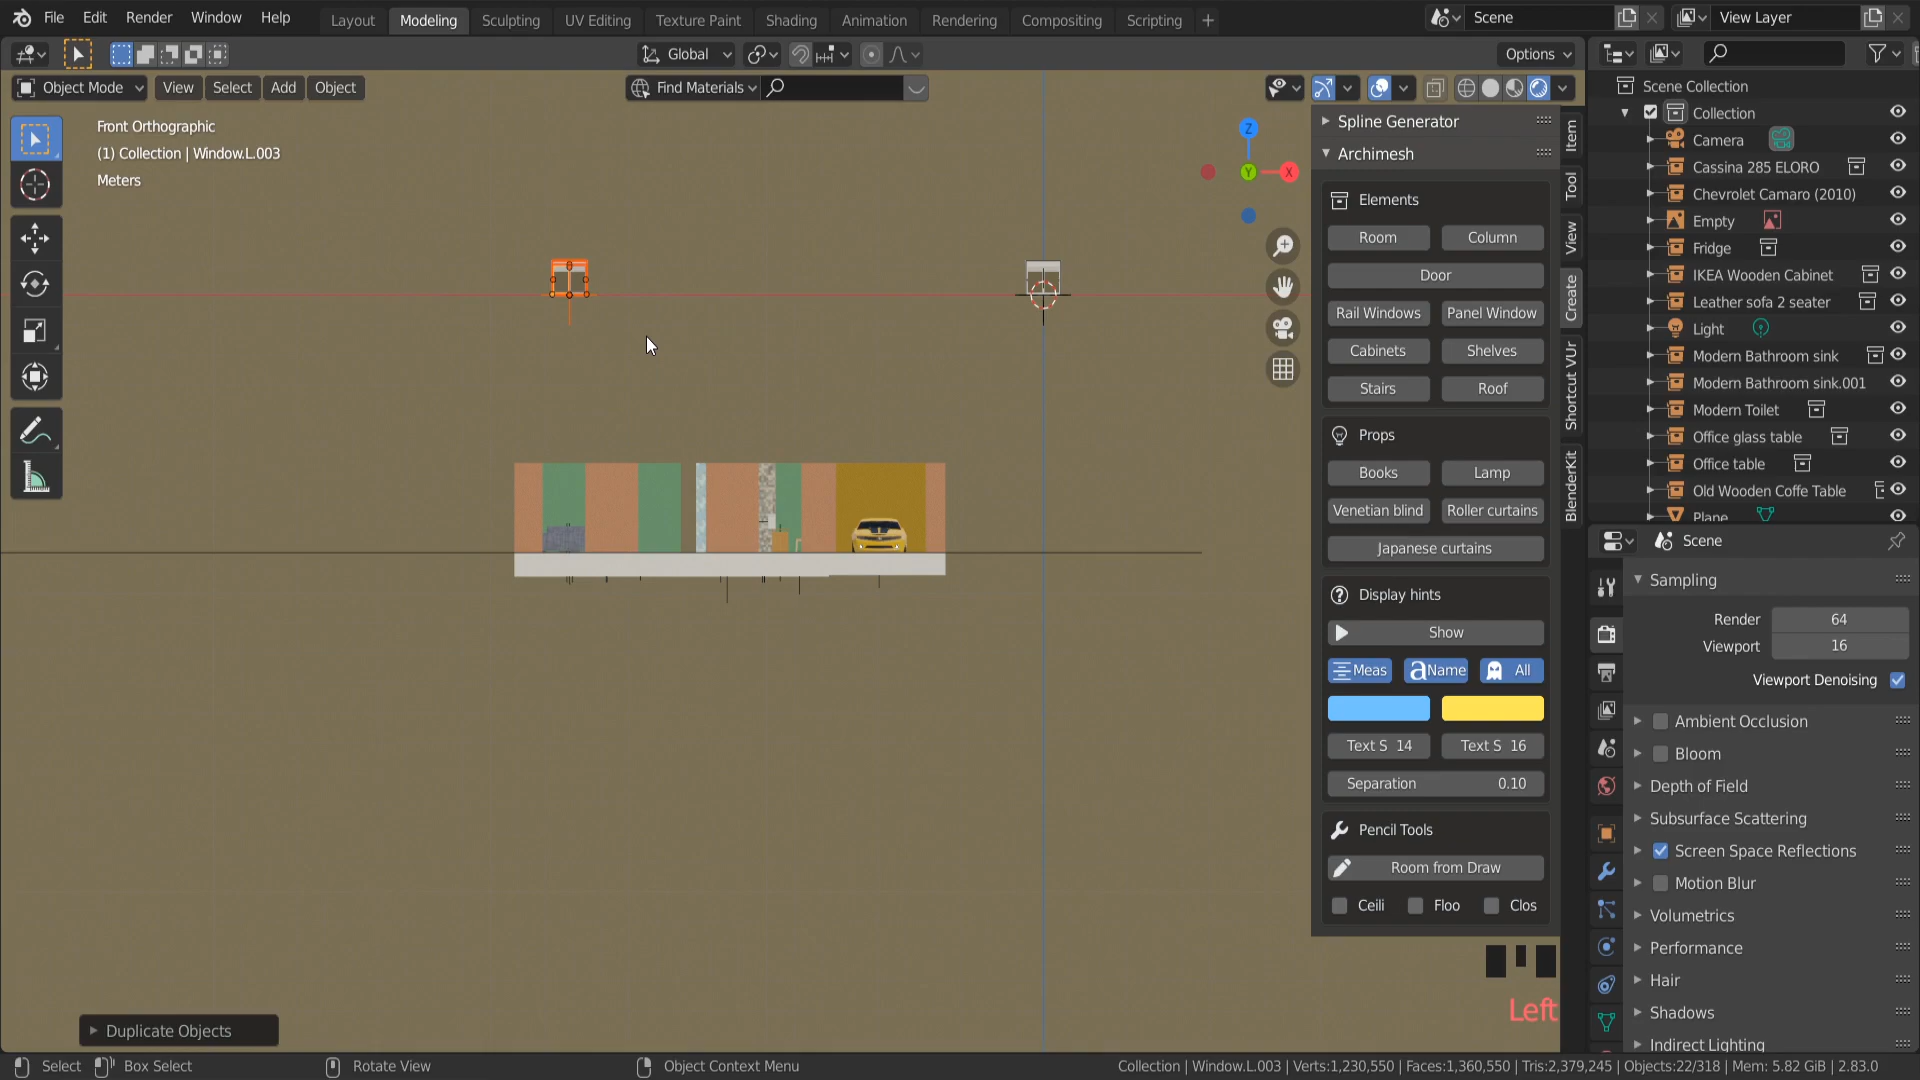 File Edit Render Window Help
Layout Modeling Sculpting UV Editing Texture Paint Shading Animation Rendering Compositing Scripting +
Scene
View Layer
Global
Options
Object Mode View Select Add Object
Find Materials
Front Orthographic
(1) Collection | Window.L.003
Meters
Z
Y
X
Spline Generator
Archimesh
Elements
Room Column
Door
Rail Windows Panel Window
Cabinets Shelves
Stairs Roof
Props
Books Lamp
Venetian blind Roller curtains
Japanese curtains
Display hints
Show
Meas aName All
Text S 14 Text S 16
Separation 0.10
Pencil Tools
Room from Draw
Ceili Floo Clos
Item
Tool
View
Create
Shortcut VUr
BlenderKit
Scene Collection
Collection
Camera
Cassina 285 ELORO
Chevrolet Camaro (2010)
Empty
Fridge
IKEA Wooden Cabinet
Leather sofa 2 seater
Light
Modern Bathroom sink
Modern Bathroom sink.001
Modern Toilet
Office glass table
Office table
Old Wooden Coffe Table
Plane
Scene
Sampling
Render 64
Viewport 16
Viewport Denoising
Ambient Occlusion
Bloom
Depth of Field
Subsurface Scattering
Screen Space Reflections
Motion Blur
Volumetrics
Performance
Hair
Shadows
Indirect Lighting
Left
Duplicate Objects
Select Box Select Rotate View Object Context Menu
Collection | Window.L.003 | Verts:1,230,550 | Faces:1,360,550 | Tris:2,379,245 | Objects:22/318 | Mem: 5.82 GiB | 2.83.0